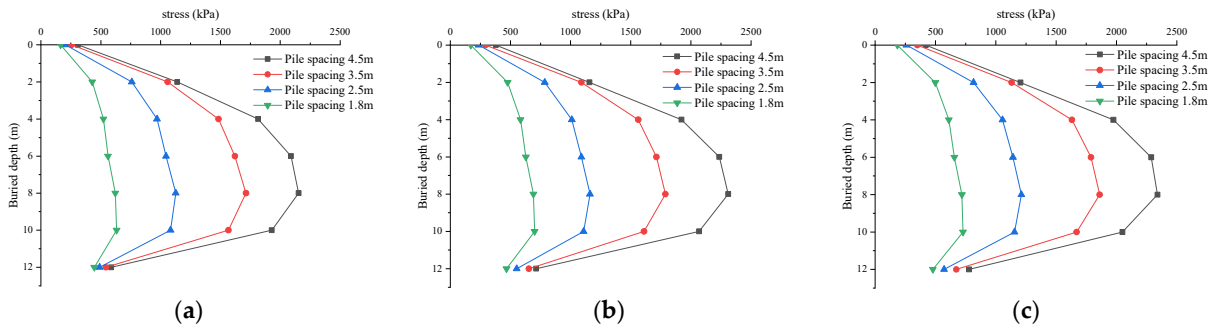 stress (kPa)
0 500 1000 1500 2000 2500
0
2
4
6
8
10
12
Buried depth (m)
Pile spacing 4.5m
Pile spacing 3.5m
Pile spacing 2.5m
Pile spacing 1.8m
(a)
stress (kPa)
0 500 1000 1500 2000 2500
0
2
4
6
8
10
12
Buried depth (m)
Pile spacing 4.5m
Pile spacing 3.5m
Pile spacing 2.5m
Pile spacing 1.8m
(b)
stress (kPa)
0 500 1000 1500 2000 2500
0
2
4
6
8
10
12
Buried depth (m)
Pile spacing 4.5m
Pile spacing 3.5m
Pile spacing 2.5m
Pile spacing 1.8m
(c)